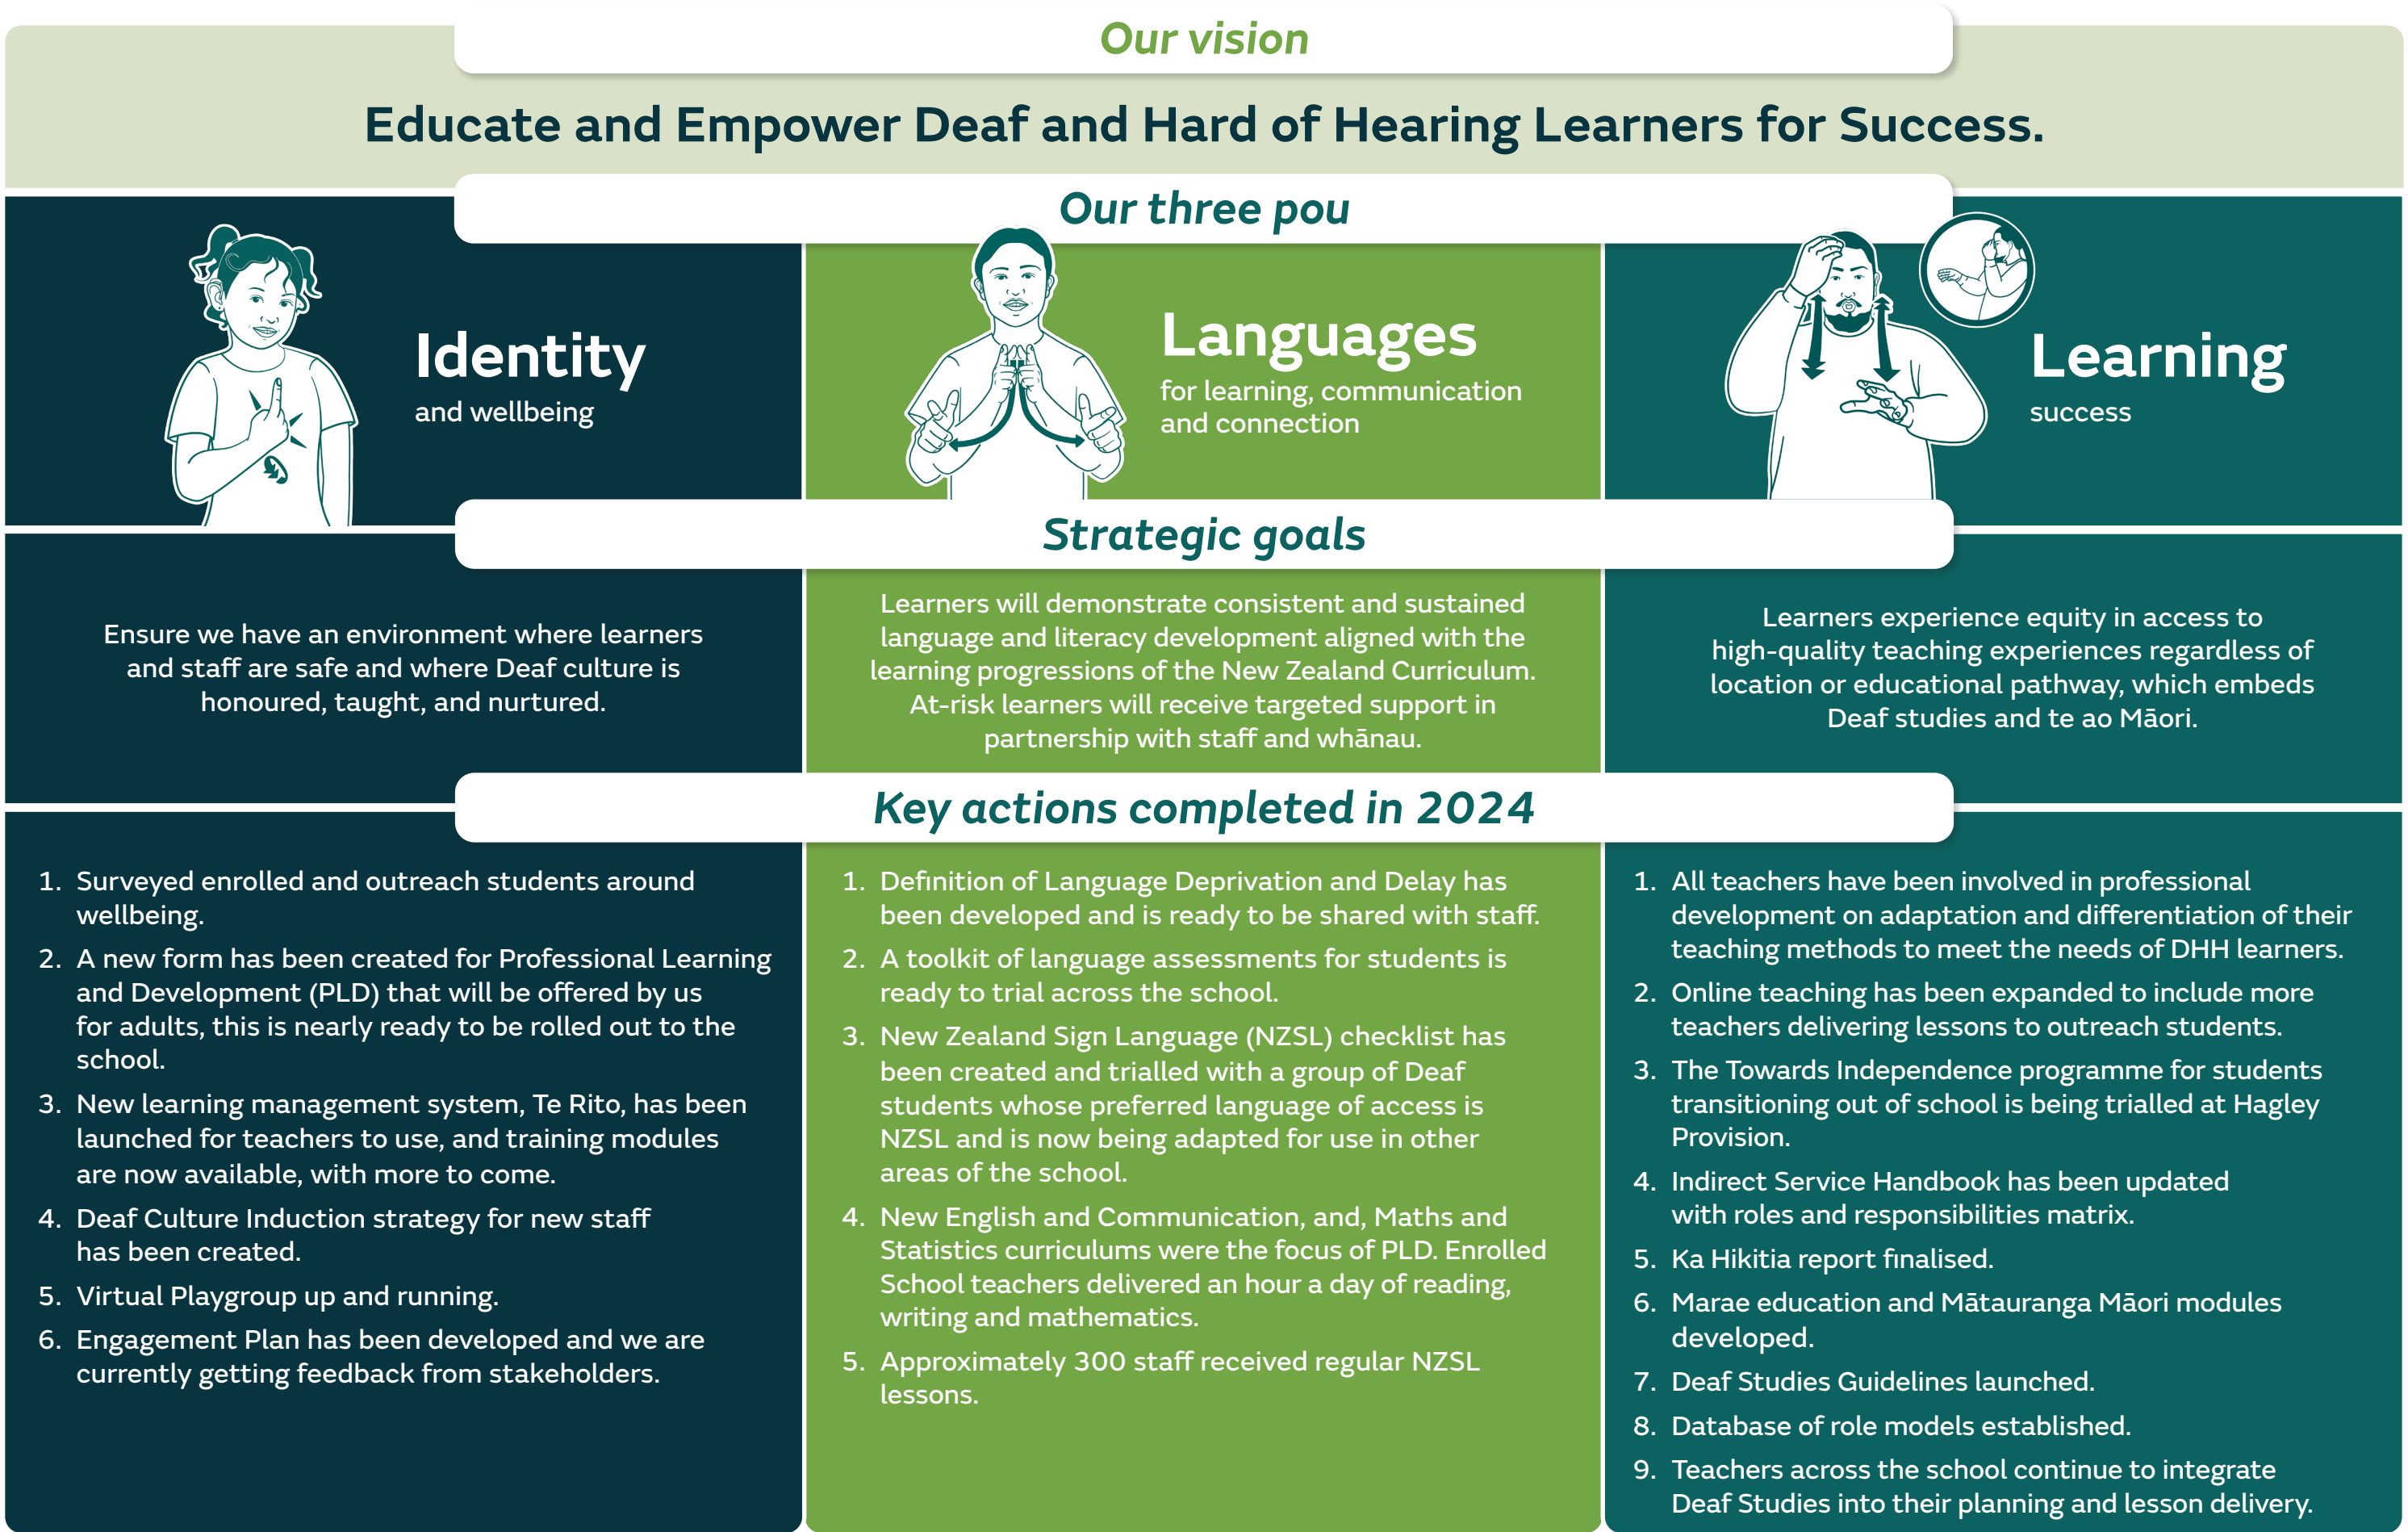 Our vision
Educate and Empower Deaf and Hard of Hearing Learners for Success.
Our three pou
Identity
and wellbeing
Languages
for learning, communication
and connection
Learning
success
Strategic goals
Ensure we have an environment where learners
and staff are safe and where Deaf culture is
honoured, taught, and nurtured.
Learners will demonstrate consistent and sustained
language and literacy development aligned with the
learning progressions of the New Zealand Curriculum.
At-risk learners will receive targeted support in
partnership with staff and whānau.
Learners experience equity in access to
high-quality teaching experiences regardless of
location or educational pathway, which embeds
Deaf studies and te ao Māori.
Key actions completed in 2024
1. Surveyed enrolled and outreach students around
wellbeing.
2. A new form has been created for Professional Learning
and Development (PLD) that will be offered by us
for adults, this is nearly ready to be rolled out to the
school.
3. New learning management system, Te Rito, has been
launched for teachers to use, and training modules
are now available, with more to come.
4. Deaf Culture Induction strategy for new staff
has been created.
5. Virtual Playgroup up and running.
6. Engagement Plan has been developed and we are
currently getting feedback from stakeholders.
1. Definition of Language Deprivation and Delay has
been developed and is ready to be shared with staff.
2. A toolkit of language assessments for students is
ready to trial across the school.
3. New Zealand Sign Language (NZSL) checklist has
been created and trialled with a group of Deaf
students whose preferred language of access is
NZSL and is now being adapted for use in other
areas of the school.
4. New English and Communication, and, Maths and
Statistics curriculums were the focus of PLD. Enrolled
School teachers delivered an hour a day of reading,
writing and mathematics.
5. Approximately 300 staff received regular NZSL
lessons.
1. All teachers have been involved in professional
development on adaptation and differentiation of their
teaching methods to meet the needs of DHH learners.
2. Online teaching has been expanded to include more
teachers delivering lessons to outreach students.
3. The Towards Independence programme for students
transitioning out of school is being trialled at Hagley
Provision.
4. Indirect Service Handbook has been updated
with roles and responsibilities matrix.
5. Ka Hikitia report finalised.
6. Marae education and Mātauranga Māori modules
developed.
7. Deaf Studies Guidelines launched.
8. Database of role models established.
9. Teachers across the school continue to integrate
Deaf Studies into their planning and lesson delivery.